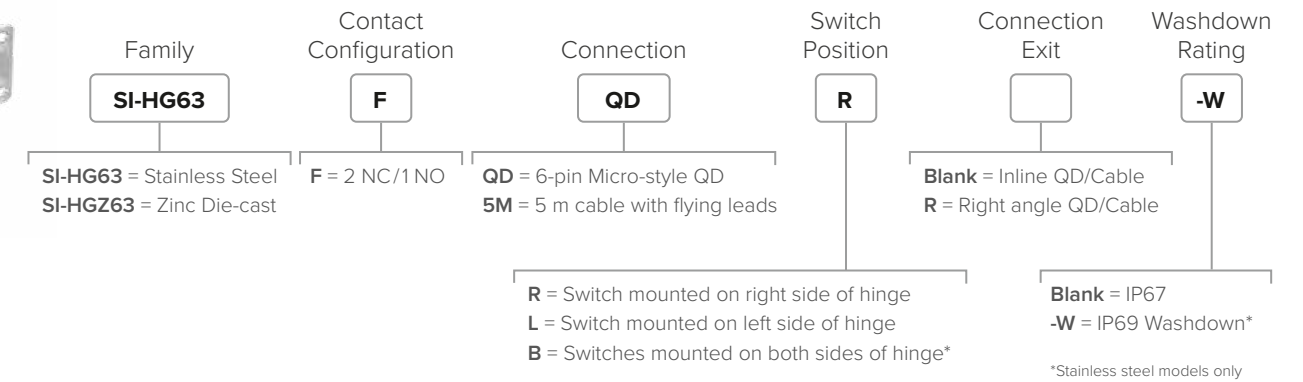 Family
Contact
Configuration
Connection
Switch
Position
Connection
Exit
Washdown
Rating
SI-HG63
F
QD
R
-W
SI-HG63 = Stainless Steel
SI-HGZ63 = Zinc Die-cast
F = 2 NC/1 NO
QD = 6-pin Micro-style QD
5M = 5 m cable with flying leads
Blank = Inline QD/Cable
R = Right angle QD/Cable
R = Switch mounted on right side of hinge
L = Switch mounted on left side of hinge
B = Switches mounted on both sides of hinge*
Blank = IP67
-W = IP69 Washdown*
*Stainless steel models only